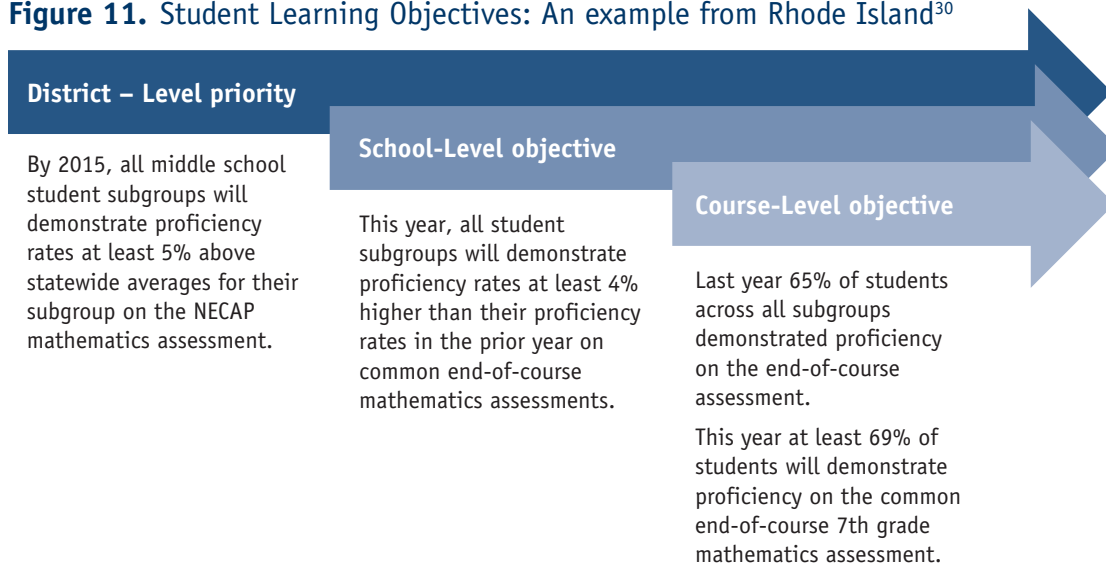 Figure 11. Student Learning Objectives: An example from Rhode Island30
District – Level priority
By 2015, all middle school
student subgroups will
demonstrate proficiency
rates at least 5% above
statewide averages for their
subgroup on the NECAP
mathematics assessment.
School-Level objective
This year, all student
subgroups will demonstrate
proficiency rates at least 4%
higher than their proficiency
rates in the prior year on
common end-of-course
mathematics assessments.
Course-Level objective
Last year 65% of students
across all subgroups
demonstrated proficiency
on the end-of-course
assessment.
This year at least 69% of
students will demonstrate
proficiency on the common
end-of-course 7th grade
mathematics assessment.